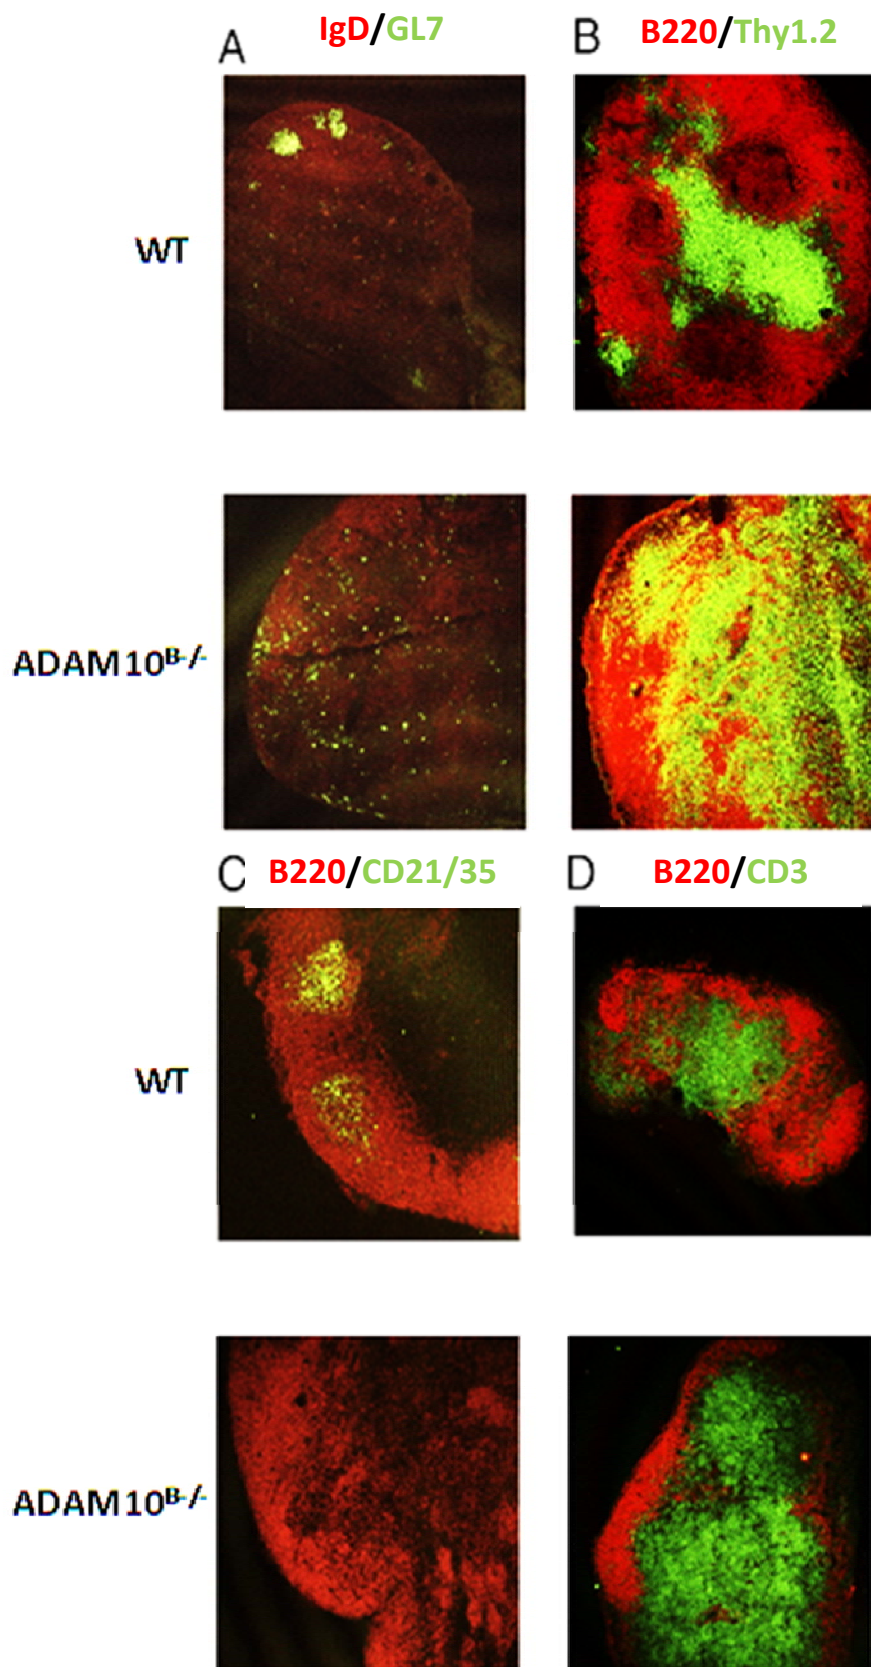 A IgD/GL7
B B220/Thy1.2
WT
ADAM10B-/-
C B220/CD21/35
D B220/CD3
WT
ADAM10B-/-